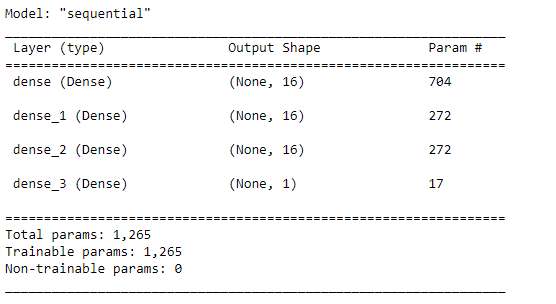 Model: "sequential"
_________________________________________________________________
Layer (type) Output Shape Param #
=================================================================
dense (Dense) (None, 16) 704
dense_1 (Dense) (None, 16) 272
dense_2 (Dense) (None, 16) 272
dense_3 (Dense) (None, 1) 17
=================================================================
Total params: 1,265
Trainable params: 1,265
Non-trainable params: 0
_________________________________________________________________